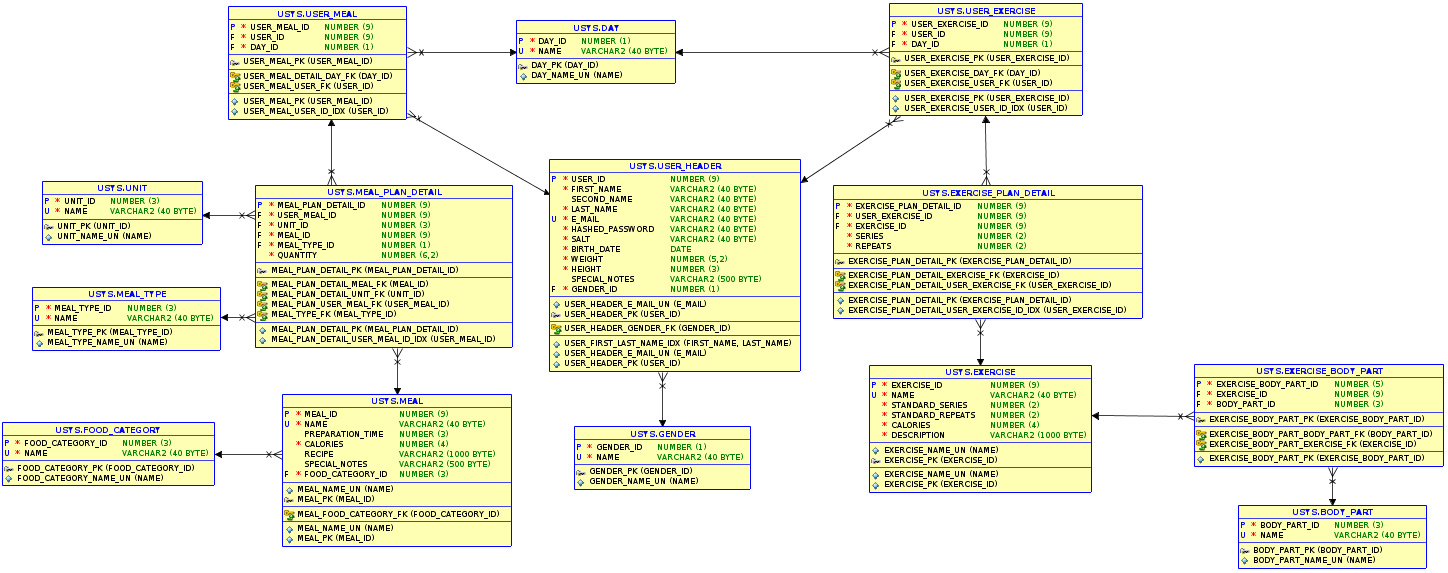 USTS.USER_MEAL
P * USER_MEAL_ID NUMBER (9)
F * USER_ID NUMBER (9)
F * DAY_ID NUMBER (1)
USER_MEAL_PK (USER_MEAL_ID)
USER_MEAL_DETAIL_DAY_FK (DAY_ID)
USER_MEAL_USER_FK (USER_ID)
USER_MEAL_PK (USER_MEAL_ID)
USER_MEAL_USER_ID_IDX (USER_ID)
USTS.DAY
P * DAY_ID NUMBER (1)
U * NAME VARCHAR2 (40 BYTE)
DAY_PK (DAY_ID)
DAY_NAME_UN (NAME)
USTS.USER_EXERCISE
P * USER_EXERCISE_ID NUMBER (9)
F * USER_ID NUMBER (9)
F * DAY_ID NUMBER (1)
USER_EXERCISE_PK (USER_EXERCISE_ID)
USER_EXERCISE_DAY_FK (DAY_ID)
USER_EXERCISE_USER_FK (USER_ID)
USER_EXERCISE_PK (USER_EXERCISE_ID)
USER_EXERCISE_USER_ID_IDX (USER_ID)
USTS.UNIT
P * UNIT_ID NUMBER (3)
U * NAME VARCHAR2 (40 BYTE)
UNIT_PK (UNIT_ID)
UNIT_NAME_UN (NAME)
USTS.MEAL_PLAN_DETAIL
P * MEAL_PLAN_DETAIL_ID NUMBER (9)
F * USER_MEAL_ID NUMBER (9)
F * UNIT_ID NUMBER (3)
F * MEAL_ID NUMBER (9)
F * MEAL_TYPE_ID NUMBER (1)
* QUANTITY NUMBER (6,2)
MEAL_PLAN_DETAIL_PK (MEAL_PLAN_DETAIL_ID)
MEAL_PLAN_DETAIL_MEAL_FK (MEAL_ID)
MEAL_PLAN_DETAIL_UNIT_FK (UNIT_ID)
MEAL_PLAN_USER_MEAL_FK (USER_MEAL_ID)
MEAL_TYPE_FK (MEAL_TYPE_ID)
MEAL_PLAN_DETAIL_PK (MEAL_PLAN_DETAIL_ID)
MEAL_PLAN_DETAIL_USER_MEAL_ID_IDX (USER_MEAL_ID)
USTS.USER_HEADER
P * USER_ID NUMBER (9)
* FIRST_NAME VARCHAR2 (40 BYTE)
SECOND_NAME VARCHAR2 (40 BYTE)
* LAST_NAME VARCHAR2 (40 BYTE)
U * E_MAIL VARCHAR2 (40 BYTE)
* HASHED_PASSWORD VARCHAR2 (40 BYTE)
* SALT VARCHAR2 (40 BYTE)
* BIRTH_DATE DATE
* WEIGHT NUMBER (5,2)
* HEIGHT NUMBER (3)
SPECIAL_NOTES VARCHAR2 (500 BYTE)
F * GENDER_ID NUMBER (1)
USER_HEADER_E_MAIL_UN (E_MAIL)
USER_HEADER_PK (USER_ID)
USER_HEADER_GENDER_FK (GENDER_ID)
USER_FIRST_LAST_NAME_IDX (FIRST_NAME, LAST_NAME)
USER_HEADER_E_MAIL_UN (E_MAIL)
USER_HEADER_PK (USER_ID)
USTS.EXERCISE_PLAN_DETAIL
P * EXERCISE_PLAN_DETAIL_ID NUMBER (9)
F * USER_EXERCISE_ID NUMBER (9)
F * EXERCISE_ID NUMBER (9)
* SERIES NUMBER (2)
* REPEATS NUMBER (2)
EXERCISE_PLAN_DETAIL_PK (EXERCISE_PLAN_DETAIL_ID)
EXERCISE_PLAN_DETAIL_EXERCISE_FK (EXERCISE_ID)
EXERCISE_PLAN_DETAIL_USER_EXERCISE_FK (USER_EXERCISE_ID)
EXERCISE_PLAN_DETAIL_PK (EXERCISE_PLAN_DETAIL_ID)
EXERCISE_PLAN_DETAIL_USER_EXERCISE_ID_IDX (USER_EXERCISE_ID)
USTS.MEAL_TYPE
P * MEAL_TYPE_ID NUMBER (3)
U * NAME VARCHAR2 (40 BYTE)
MEAL_TYPE_PK (MEAL_TYPE_ID)
MEAL_TYPE_NAME_UN (NAME)
USTS.FOOD_CATEGORY
P * FOOD_CATEGORY_ID NUMBER (3)
U * NAME VARCHAR2 (40 BYTE)
FOOD_CATEGORY_PK (FOOD_CATEGORY_ID)
FOOD_CATEGORY_NAME_UN (NAME)
USTS.MEAL
P * MEAL_ID NUMBER (9)
U * NAME VARCHAR2 (40 BYTE)
PREPARATION_TIME NUMBER (3)
* CALORIES NUMBER (4)
RECIPE VARCHAR2 (1000 BYTE)
SPECIAL_NOTES VARCHAR2 (500 BYTE)
F * FOOD_CATEGORY_ID NUMBER (3)
MEAL_NAME_UN (NAME)
MEAL_PK (MEAL_ID)
MEAL_FOOD_CATEGORY_FK (FOOD_CATEGORY_ID)
MEAL_NAME_UN (NAME)
MEAL_PK (MEAL_ID)
USTS.GENDER
P * GENDER_ID NUMBER (1)
U * NAME VARCHAR2 (40 BYTE)
GENDER_PK (GENDER_ID)
GENDER_NAME_UN (NAME)
USTS.EXERCISE
P * EXERCISE_ID NUMBER (9)
U * NAME VARCHAR2 (40 BYTE)
* STANDARD_SERIES NUMBER (2)
* STANDARD_REPEATS NUMBER (2)
* CALORIES NUMBER (4)
* DESCRIPTION VARCHAR2 (1000 BYTE)
EXERCISE_NAME_UN (NAME)
EXERCISE_PK (EXERCISE_ID)
EXERCISE_NAME_UN (NAME)
EXERCISE_PK (EXERCISE_ID)
USTS.EXERCISE_BODY_PART
P * EXERCISE_BODY_PART_ID NUMBER (5)
F * EXERCISE_ID NUMBER (9)
F * BODY_PART_ID NUMBER (3)
EXERCISE_BODY_PART_PK (EXERCISE_BODY_PART_ID)
EXERCISE_BODY_PART_BODY_PART_FK (BODY_PART_ID)
EXERCISE_BODY_PART_EXERCISE_FK (EXERCISE_ID)
EXERCISE_BODY_PART_PK (EXERCISE_BODY_PART_ID)
USTS.BODY_PART
P * BODY_PART_ID NUMBER (3)
U * NAME VARCHAR2 (40 BYTE)
BODY_PART_PK (BODY_PART_ID)
BODY_PART_NAME_UN (NAME)